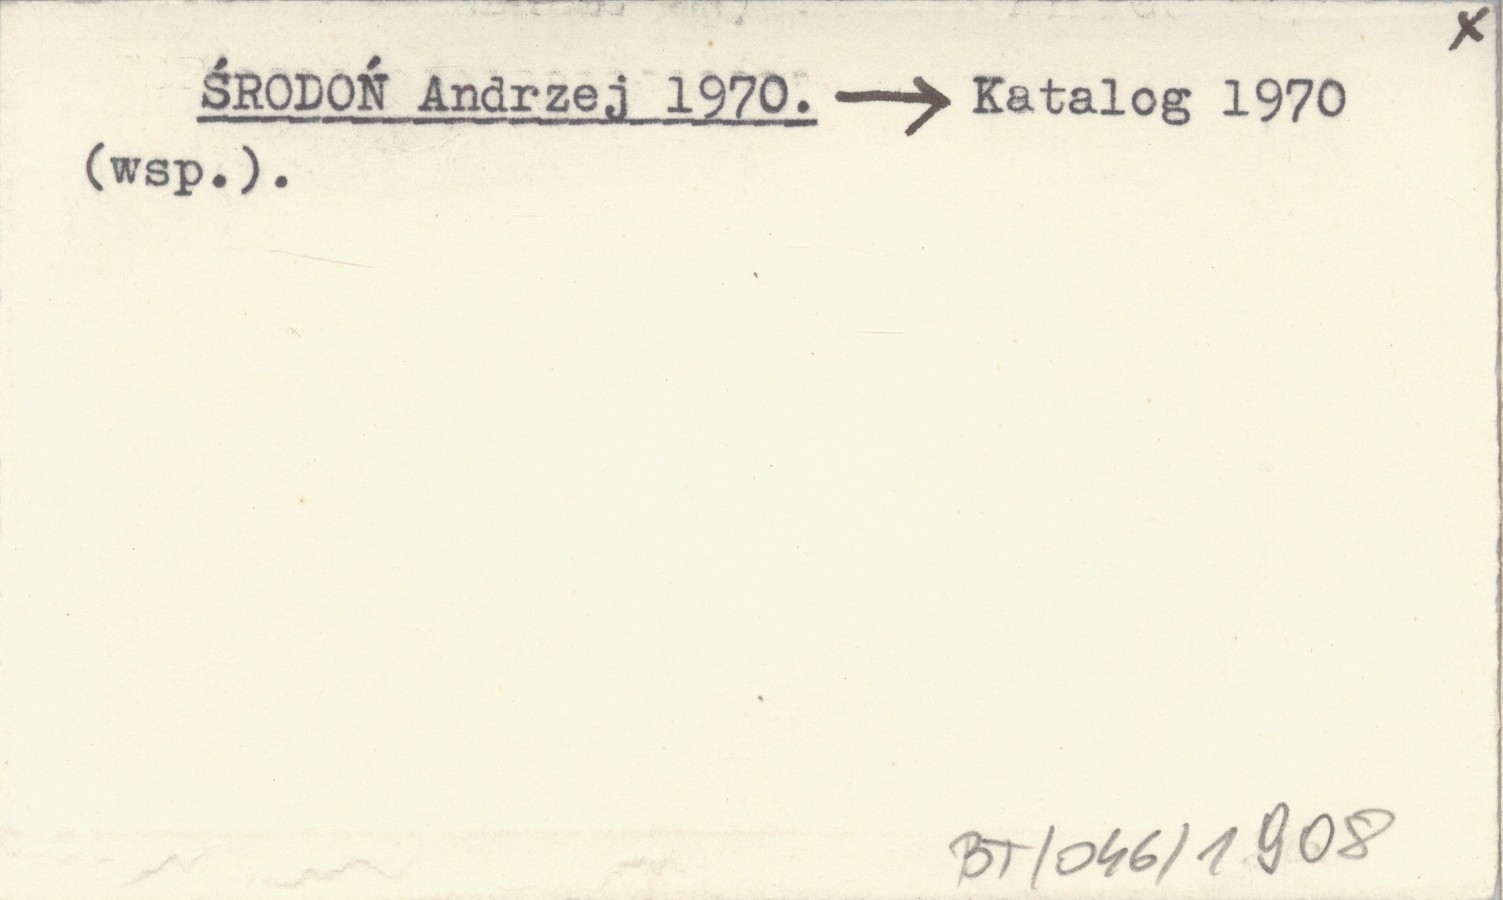 x
ŚRODOŃ Andrzej 1970. → Katalog 1970
(wsp.).
BT/046/1908